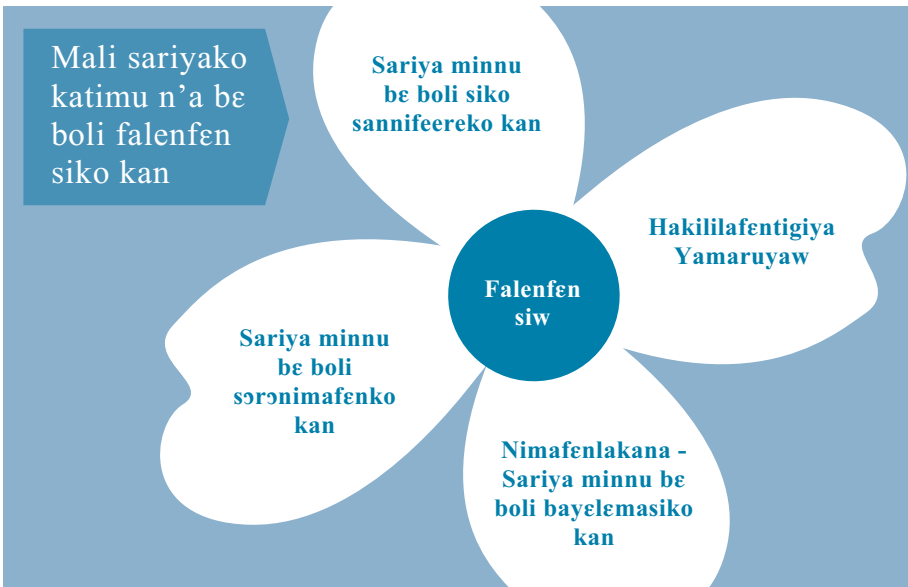 Mali sariyako
katimu n’a bɛ
boli falenfɛn
siko kan
Sariya minnu
bɛ boli siko
sannifeereko kan
Hakililafɛntigiya
Yamaruyaw
Falenfɛn
siw
Sariya minnu
bɛ boli
sɔrɔnimafɛnko
kan
Nimafɛnlakana -
Sariya minnu bɛ
boli bayɛlɛmasiko
kan